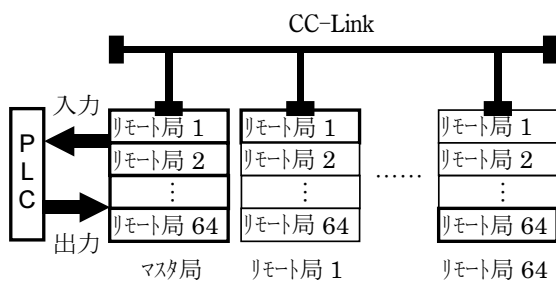 CC-Link
入力
PLC
出力
リモート局 1
リモート局 2
⋮
リモート局 64
マスタ局
リモート局 1
リモート局 2
⋮
リモート局 64
リモート局 1
……
リモート局 1
リモート局 2
⋮
リモート局 64
リモート局 64